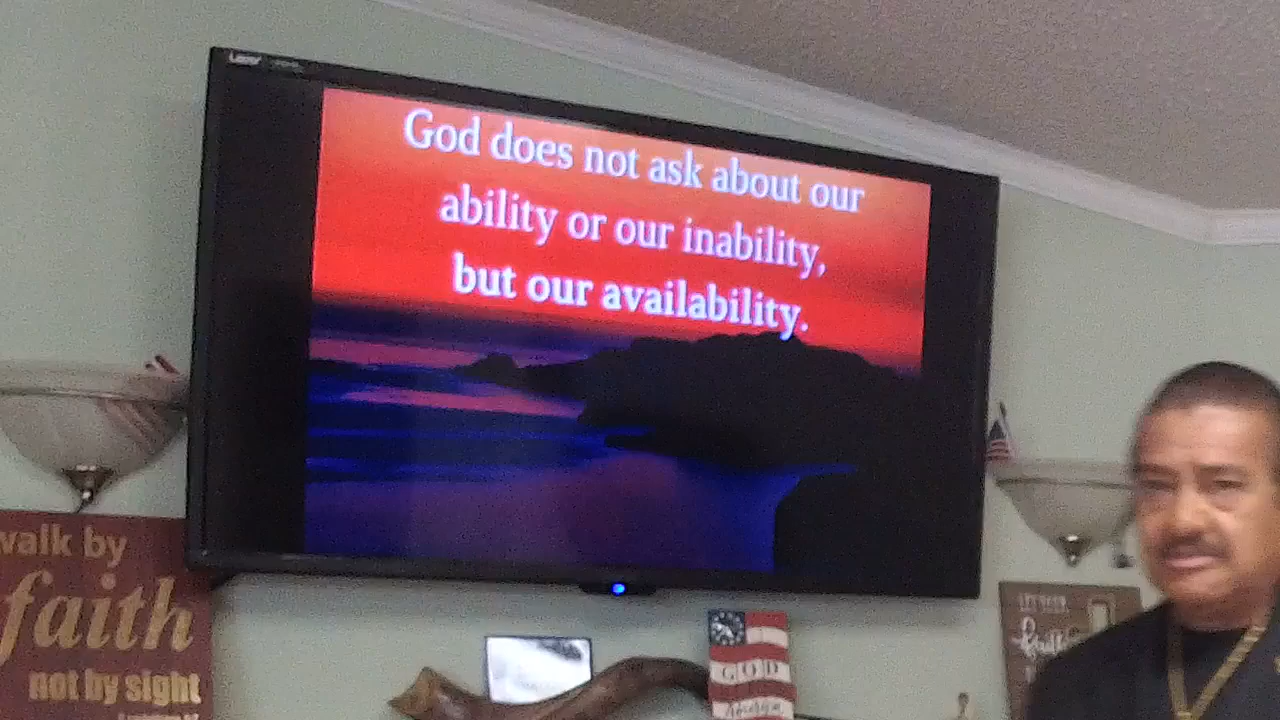 God does not ask about our
ability or our inability,
but our availability.
walk by
faith
not by sight
GOD